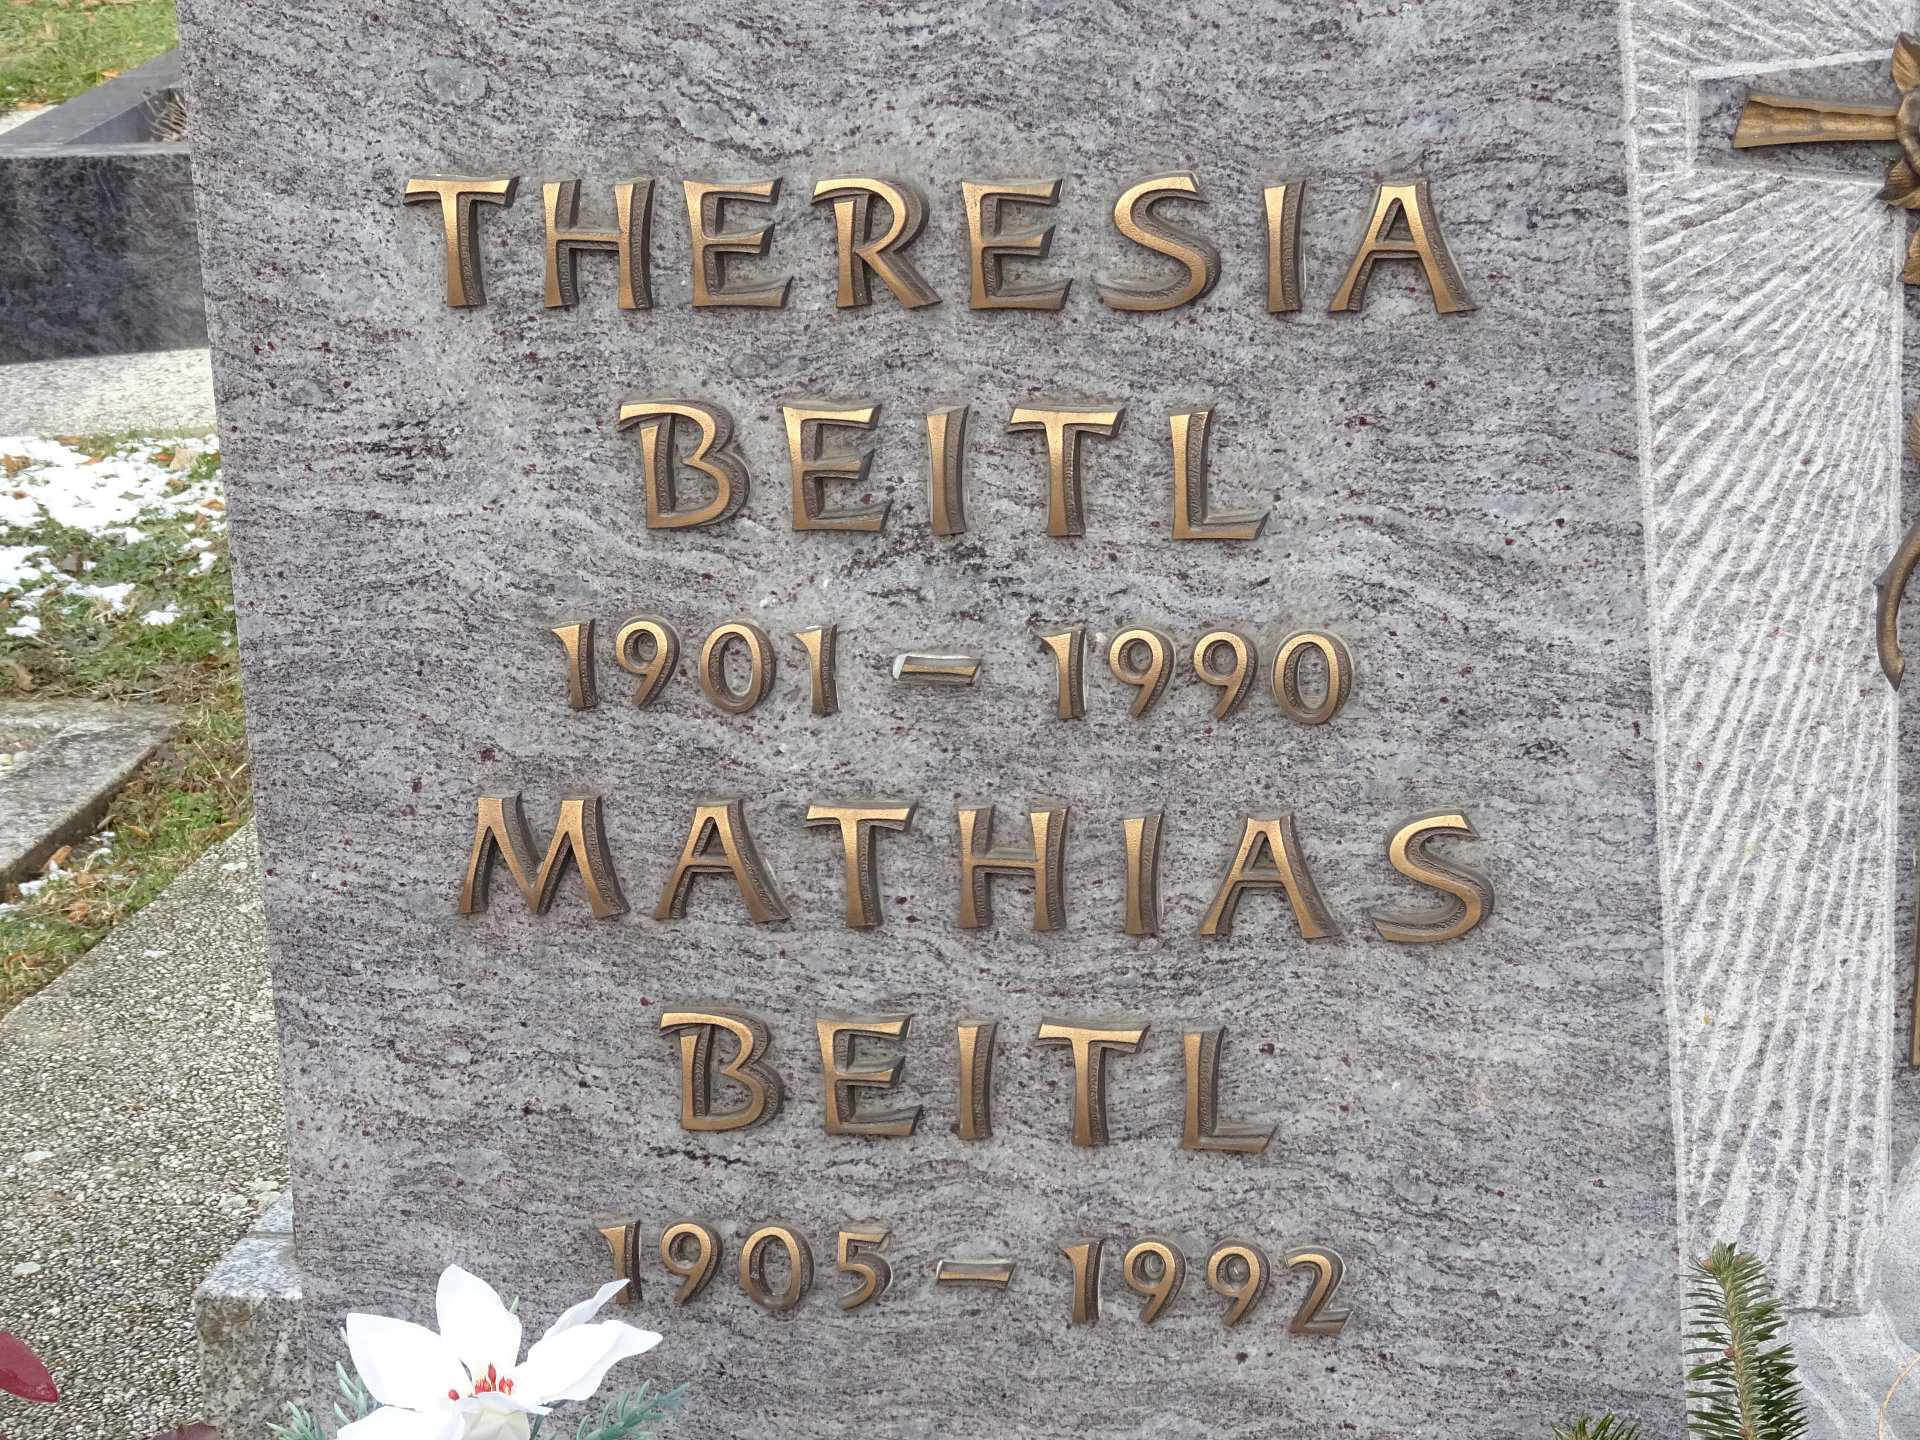 THERESIA
BEITL
1901 – 1990
MATHIAS
BEITL
1905 – 1992